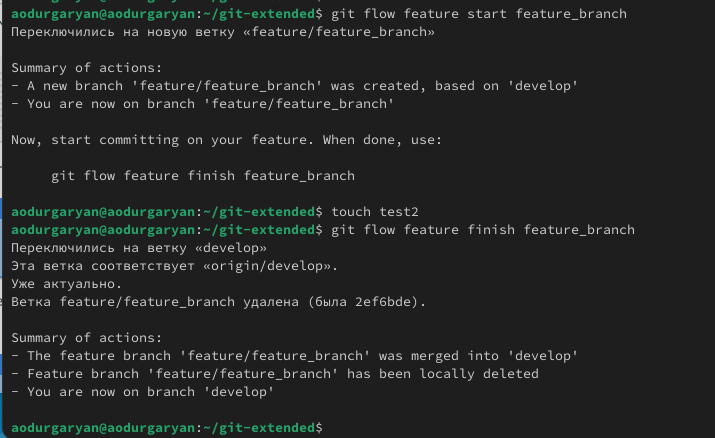 aodurgaryan@aodurgaryan:~/git-extended$ git flow feature start feature_branch
Переключились на новую ветку «feature/feature_branch»
Summary of actions:
- A new branch 'feature/feature_branch' was created, based on 'develop'
- You are now on branch 'feature/feature_branch'
Now, start committing on your feature. When done, use:
git flow feature finish feature_branch
aodurgaryan@aodurgaryan:~/git-extended$ touch test2
aodurgaryan@aodurgaryan:~/git-extended$ git flow feature finish feature_branch
Переключились на ветку «develop»
Эта ветка соответствует «origin/develop».
Уже актуально.
Ветка feature/feature_branch удалена (была 2ef6bde).
Summary of actions:
- The feature branch 'feature/feature_branch' was merged into 'develop'
- Feature branch 'feature/feature_branch' has been locally deleted
- You are now on branch 'develop'
aodurgaryan@aodurgaryan:~/git-extended$